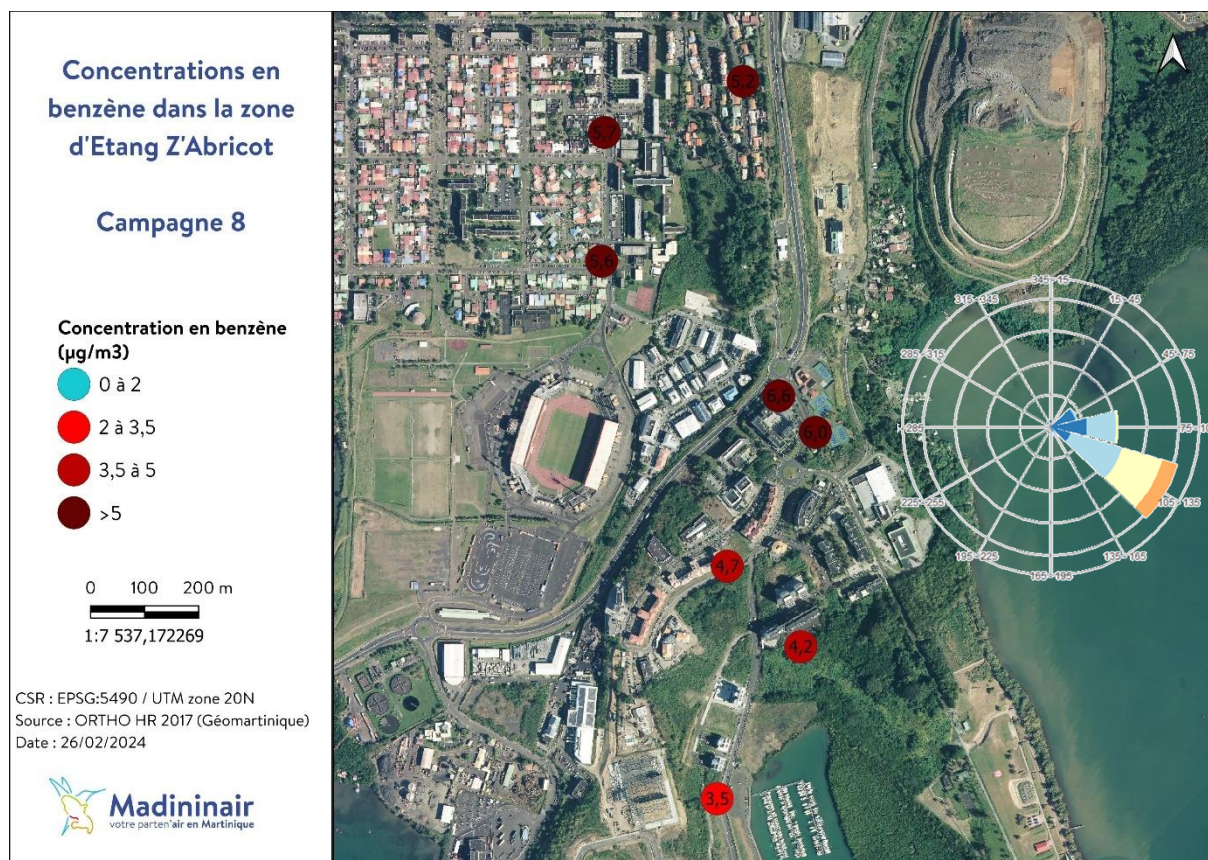 Concentrations en
benzène dans la zone
d'Etang Z'Abricot
Campagne 8
Concentration en benzène
(µg/m3)
0 à 2
2 à 3,5
3,5 à 5
>5
0 100 200 m
1:7 537,172269
CSR : EPSG:5490 / UTM zone 20N
Source : ORTHO HR 2017 (Géomartinique)
Date : 26/02/2024
Madininair
votre parten'air en Martinique
5,2
5,7
5,6
6,6
6,0
4,7
4,2
3,5
345 - 15
315 - 345
15 - 45
285 - 315
45 - 75
225 - 255
105 - 135
195 - 225
135 - 165
165 - 195